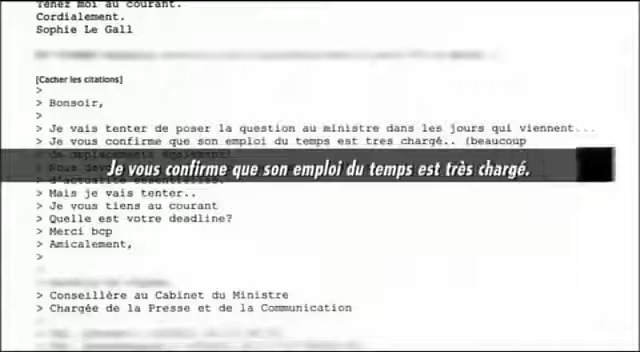 Tenez moi au courant.
Cordialement.
Sophie Le Gall
[Cacher les citations]
>
> Bonsoir,
>
> Je vais tenter de poser la question au ministre dans les jours qui viennent...
> Je vous confirme que son emploi du temps est tres chargé.. (beaucoup
Je vous confirme que son emploi du temps est très chargé.
> Mais je vais tenter..
> Je vous tiens au courant
> Quelle est votre deadline?
> Merci bcp
> Amicalement,
>
> Conseillère au Cabinet du Ministre
> Chargée de la Presse et de la Communication